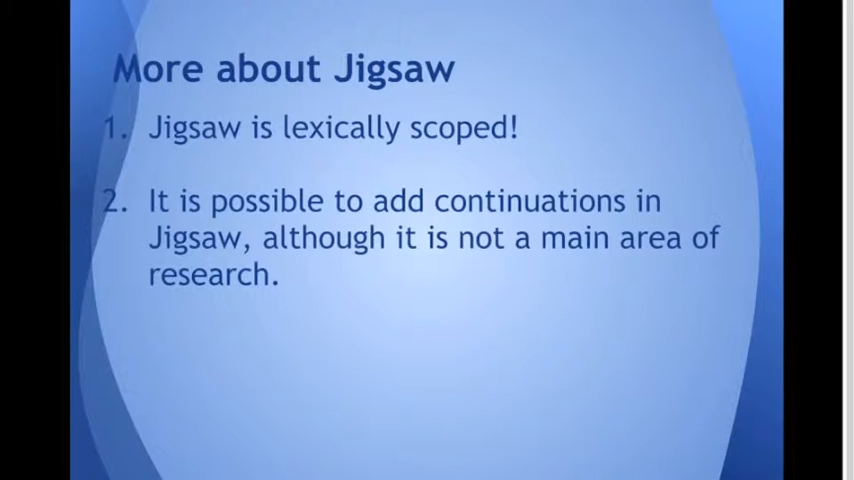 More about Jigsaw
1. Jigsaw is lexically scoped!
2. It is possible to add continuations in
Jigsaw, although it is not a main area of
research.